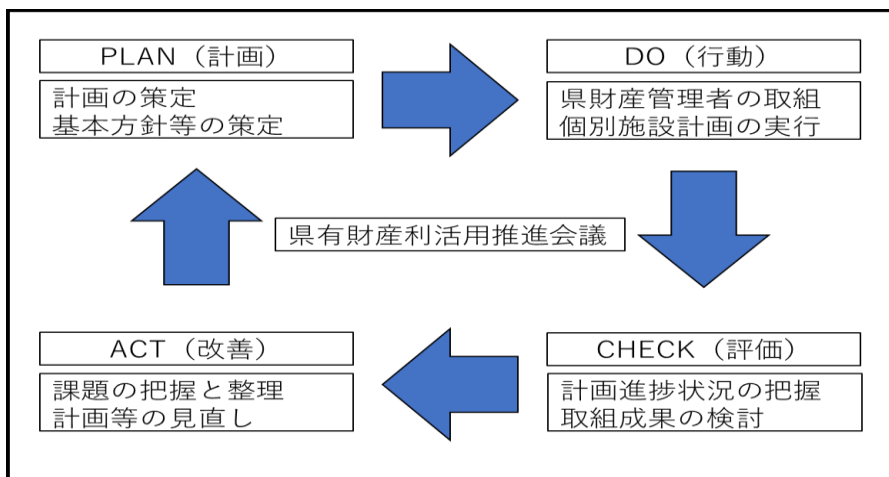 PLAN（計画）
計画の策定
基本方針等の策定
DO（行動）
県財産管理者の取組
個別施設計画の実行
県有財産利活用推進会議
ACT（改善）
課題の把握と整理
計画等の見直し
CHECK（評価）
計画進捗状況の把握
取組成果の検討